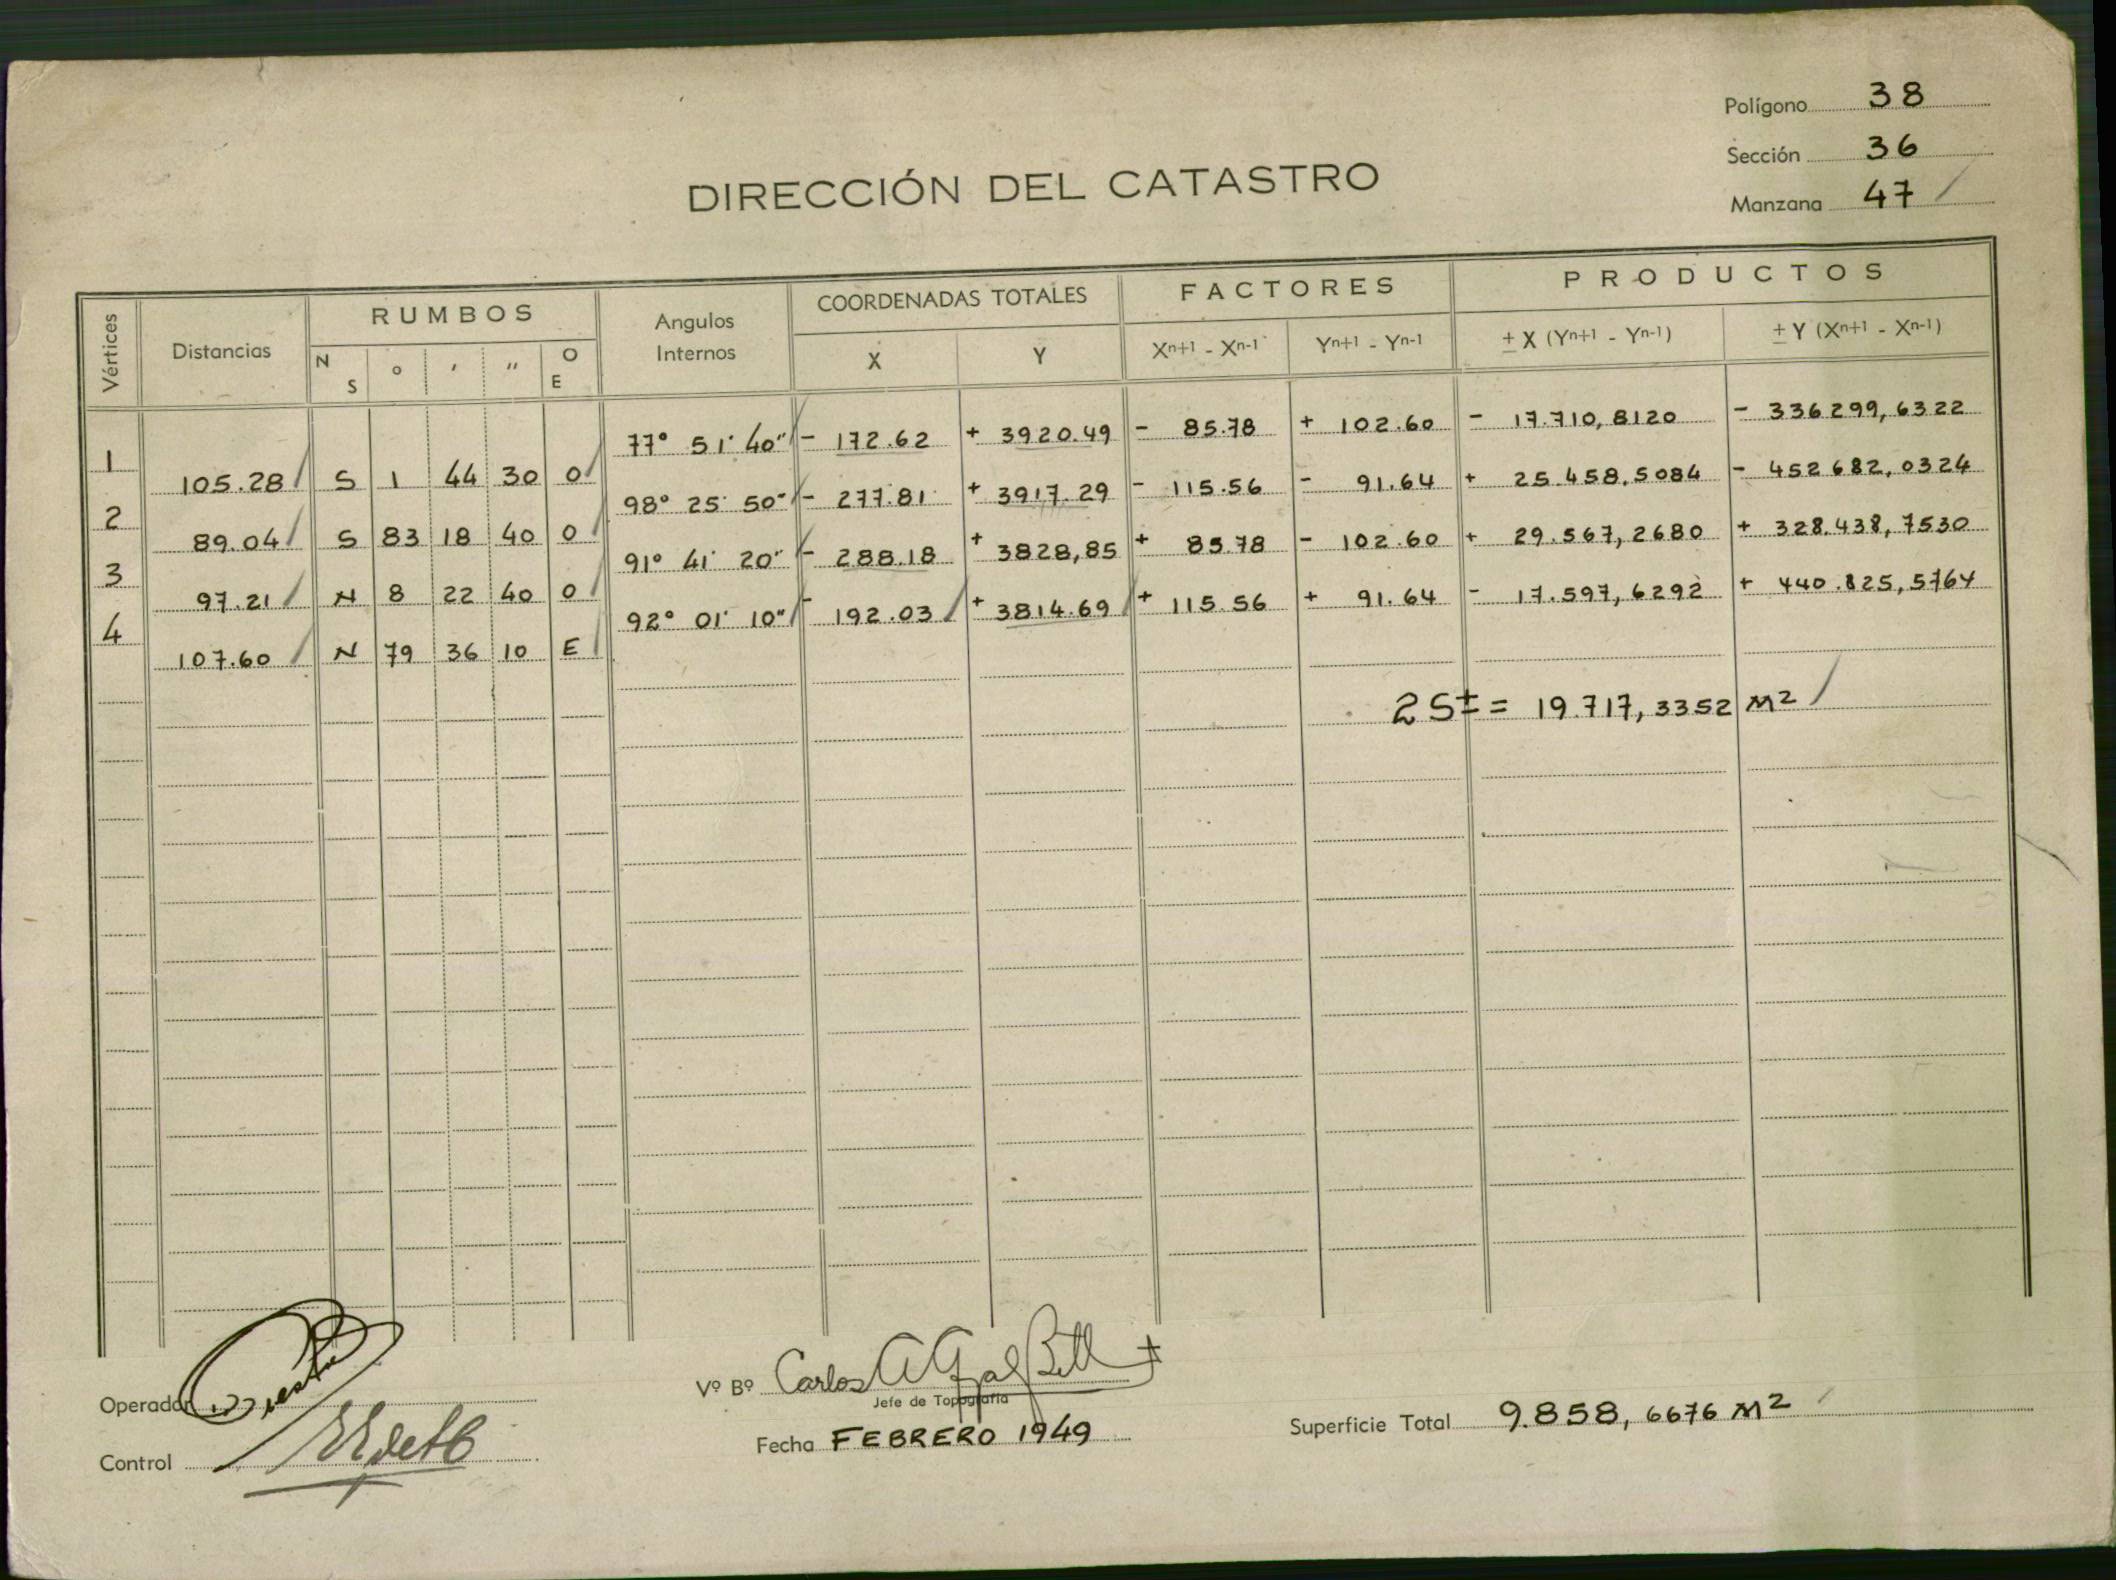 Polígono 38
Sección 36
Manzana 47
DIRECCIÓN DEL CATASTRO
Vértices Distancias RUMBOS Angulos Internos COORDENADAS TOTALES FACTORES PRODUCTOS
N S ° ' " O E X Y Xn+1 - Xn-1 Yn+1 - Yn-1 ± X (Yn+1 - Yn-1) ± Y (Xn+1 - Xn-1)
77° 51' 40" - 172.62 + 3920.49 - 85.78 + 102.60 - 17.710,8120 - 336299,6322
1
105.28 S 1 44 30 O
98° 25' 50" - 277.81 + 3917.29 - 115.56 - 91.64 + 25.458,5084 - 452682,0324
2
89.04 S 83 18 40 O
91° 41' 20" - 288.18 + 3828,85 + 85.78 - 102.60 + 29.567,2680 + 328.438,7530
3
97.21 N 8 22 40 O
92° 01' 10" - 192.03 + 3814.69 + 115.56 + 91.64 - 17.597,6292 + 440.825,5764
4
107.60 N 79 36 10 E
2 S ± = 19.717,3352 M2
Operador
Control
Vº Bº Carlos A
Jefe de Topografía
Fecha FEBRERO 1949
Superficie Total 9.858,6676 M2